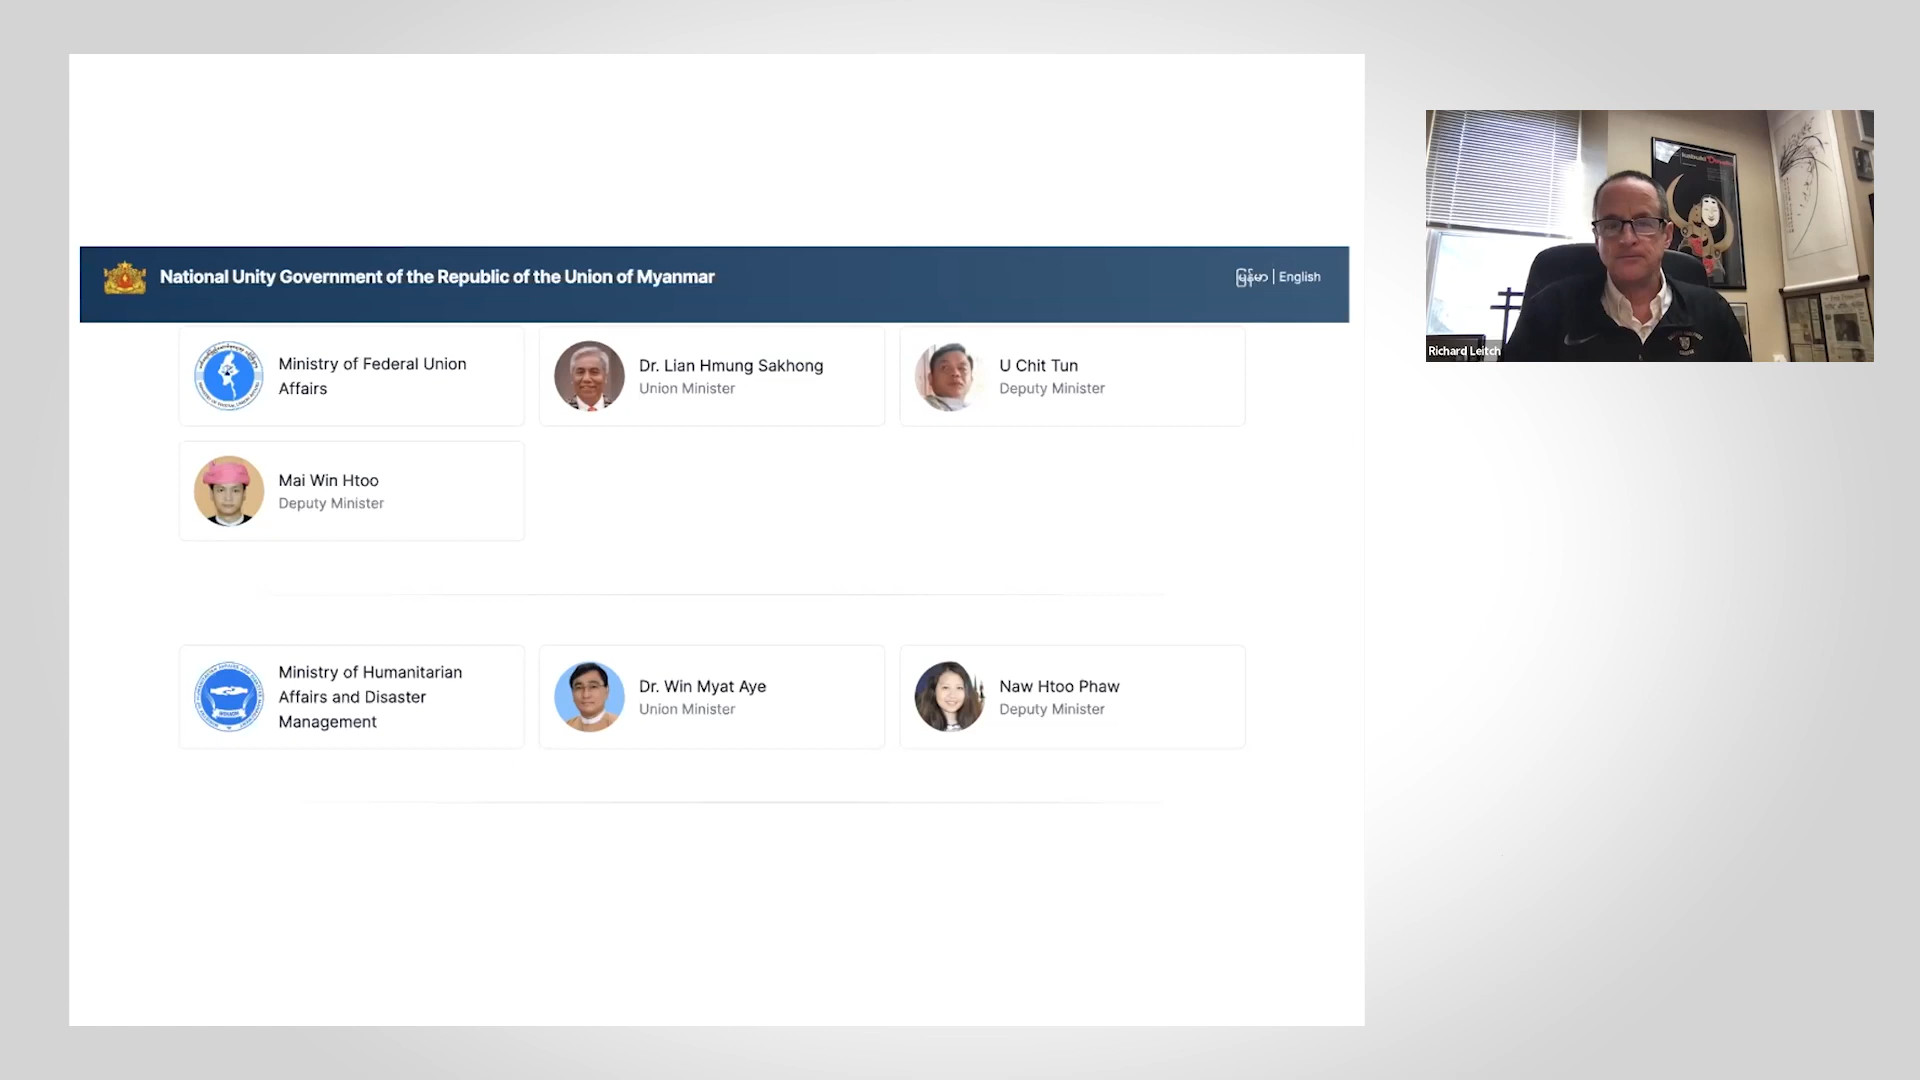 National Unity Government of the Republic of the Union of Myanmar
မြန်မာ | English
Ministry of Federal Union
Affairs
Dr. Lian Hmung Sakhong
Union Minister
U Chit Tun
Deputy Minister
Mai Win Htoo
Deputy Minister
Ministry of Humanitarian
Affairs and Disaster
Management
Dr. Win Myat Aye
Union Minister
Naw Htoo Phaw
Deputy Minister
Richard Leitch